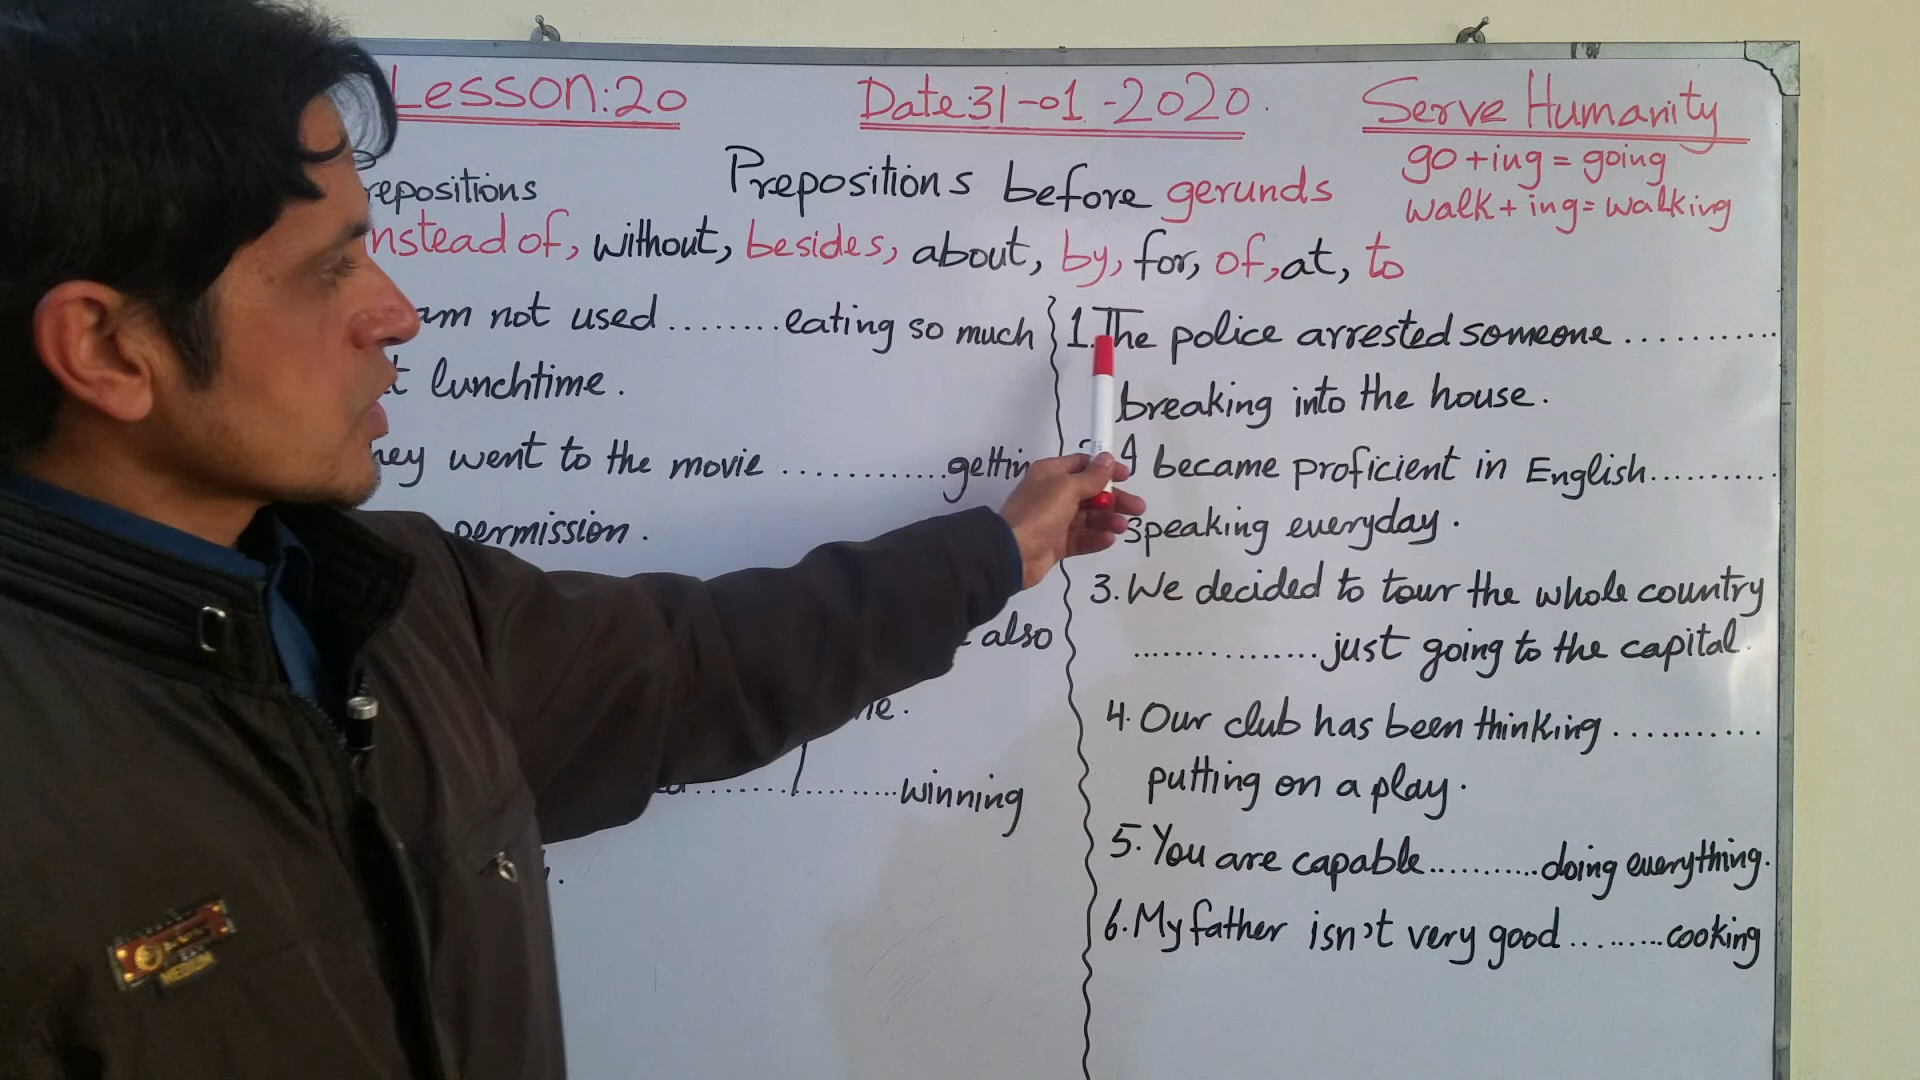 Lesson:20 Date:31-01-2020. Serve Humanity
go+ing=going
walk+ing=walking
Prepositions before gerunds
repositions
nstead of, without, besides, about, by, for, of, at, to
am not used ........ eating so much
lunchtime.
went to the movie ............
permission.
also
.................. winning
1. The police arrested someone ...........
breaking into the house.
became proficient in English...........
speaking everyday.
3. We decided to tour the whole country
................ just going to the capital.
4. Our club has been thinking ...........
putting on a play.
5. You are capable ........... doing everything.
6. My father isn't very good ......... cooking
MEDIUM